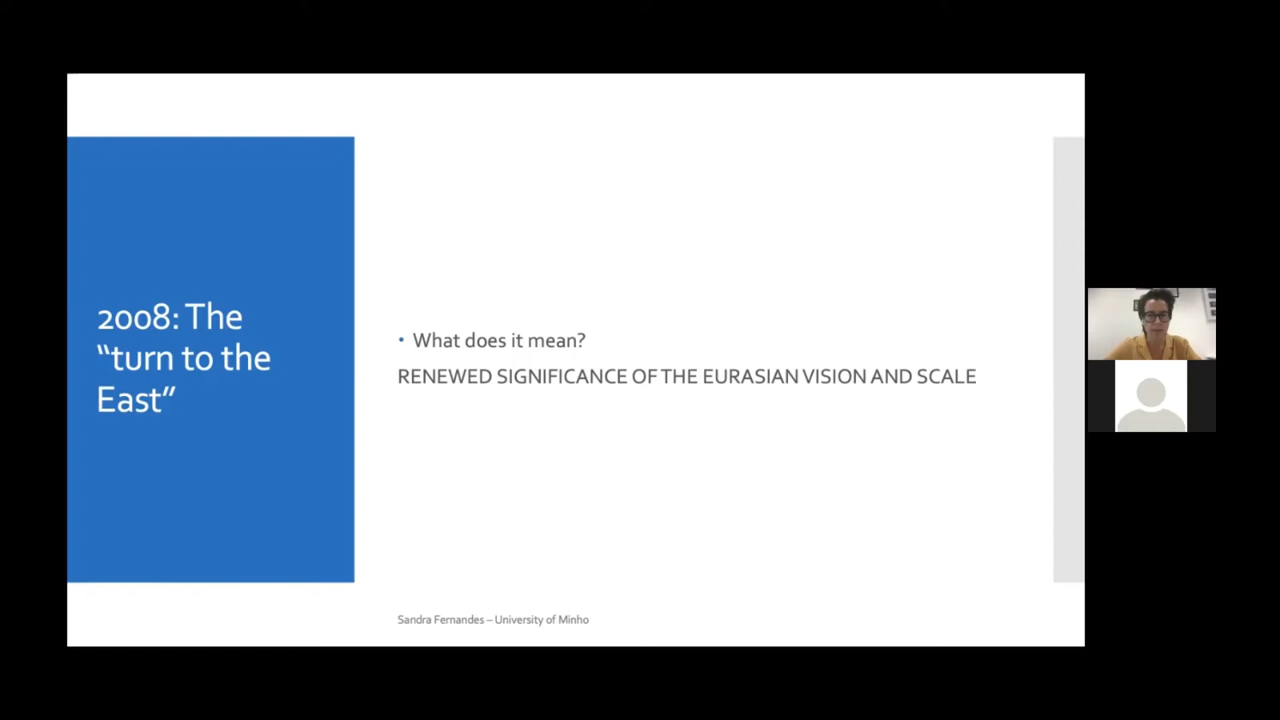 2008: The
“turn to the
East”
• What does it mean?
RENEWED SIGNIFICANCE OF THE EURASIAN VISION AND SCALE
Sandra Fernandes – University of Minho